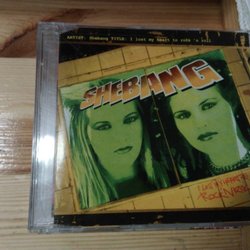 ARTIST: Shebang TITLE: I lost my heart to rock 'n roll
SHEBANG